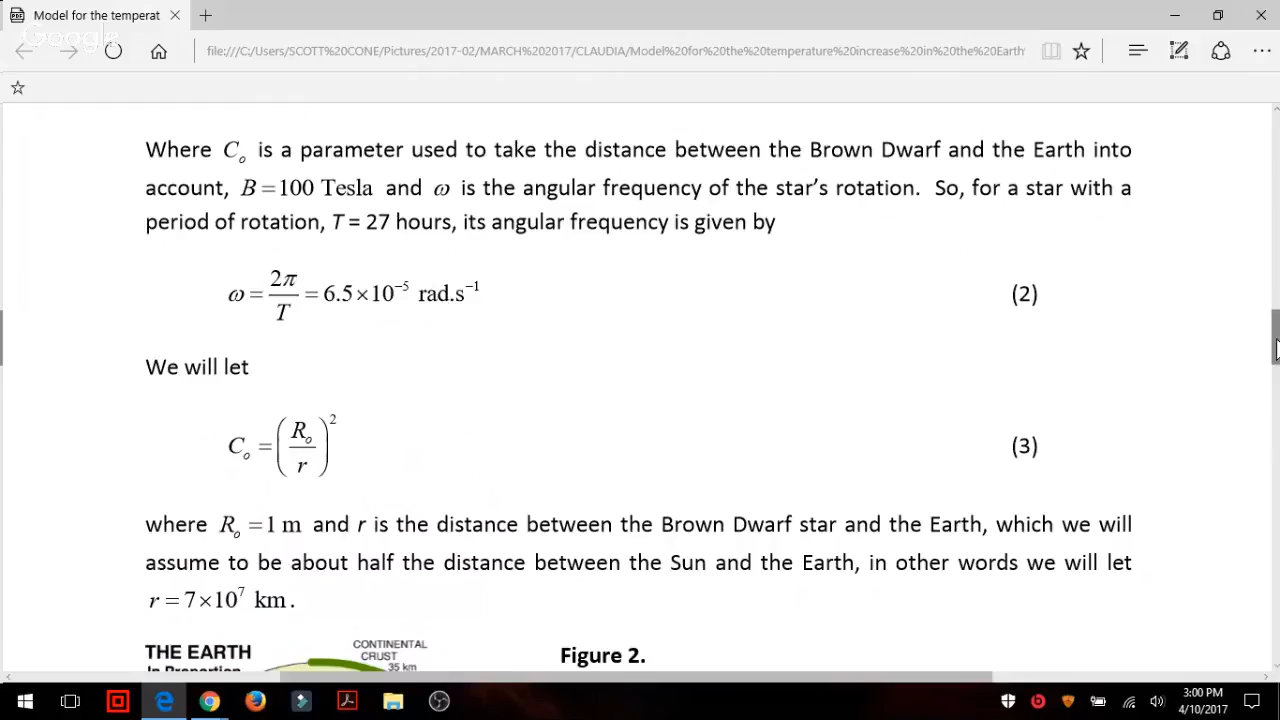 Model for the temperat
Google
file:///C:/Users/SCOTT%20CONE/Pictures/2017-02/MARCH%202017/CLAUDIA/Model%20for%20the%20temperature%20increase%20in%20the%20Earth
Where C_o is a parameter used to take the distance between the Brown Dwarf and the Earth into
account, B = 100 Tesla and ω is the angular frequency of the star's rotation. So, for a star with a
period of rotation, T = 27 hours, its angular frequency is given by
ω = 2π/T = 6.5×10⁻⁵ rad.s⁻¹ (2)
We will let
C_o = (R_o/r)² (3)
where R_o = 1 m and r is the distance between the Brown Dwarf star and the Earth, which we will
assume to be about half the distance between the Sun and the Earth, in other words we will let
r = 7×10⁷ km.
THE EARTH
In Proportion
CONTINENTAL
CRUST
35 km
Figure 2.
3:00 PM
4/10/2017